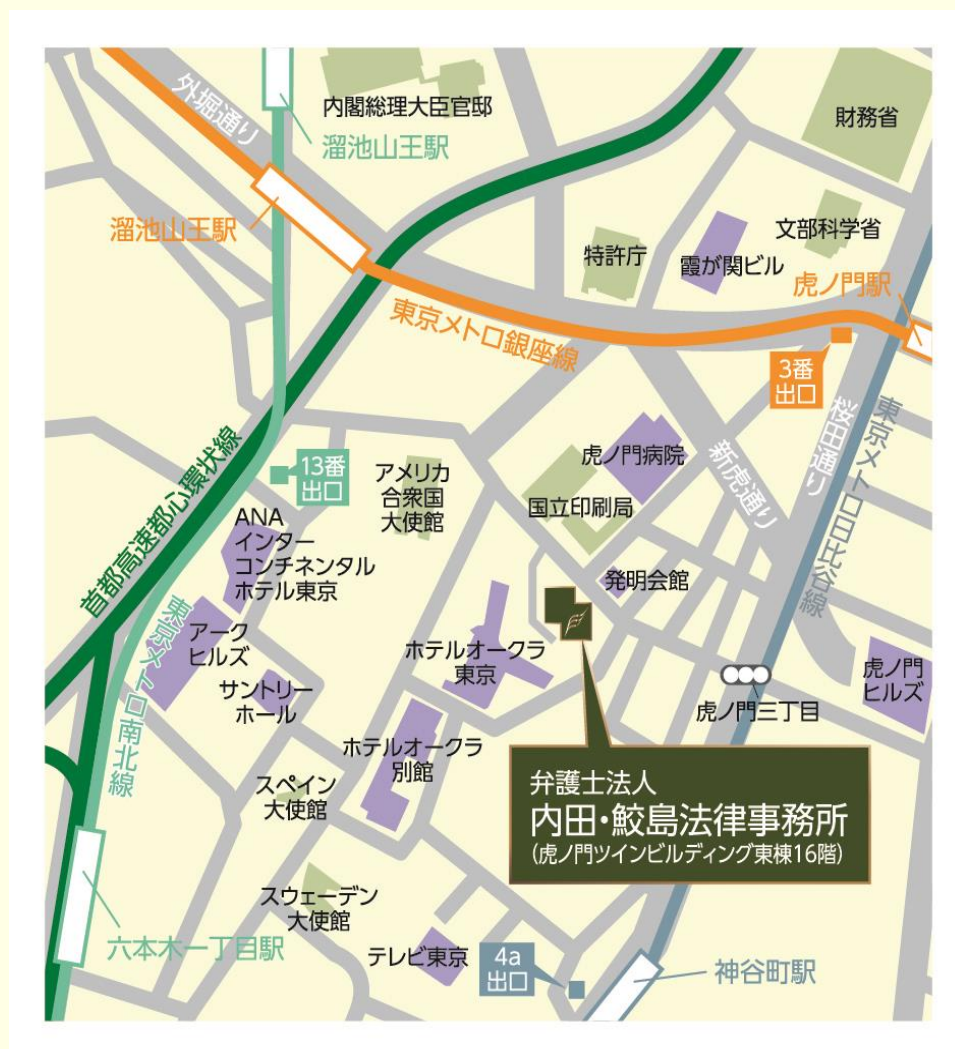 外堀通り
内閣総理大臣官邸
溜池山王駅
財務省
溜池山王駅
文部科学省
特許庁
霞が関ビル
虎ノ門駅
東京メトロ銀座線
3番
出口
桜田通り
東京メトロ日比谷線
新虎通り
首都高速都心環状線
13番
出口
アメリカ
合衆国
大使館
虎ノ門病院
国立印刷局
ANA
インター
コンチネンタル
ホテル東京
発明会館
東京メトロ南北線
アーク
ヒルズ
ホテルオークラ
東京
サントリー
ホール
虎ノ門
ヒルズ
虎ノ門三丁目
ホテルオークラ
別館
スペイン
大使館
弁護士法人
内田・鮫島法律事務所
(虎ノ門ツインビルディング東棟16階)
スウェーデン
大使館
六本木一丁目駅
テレビ東京
4a
出口
神谷町駅